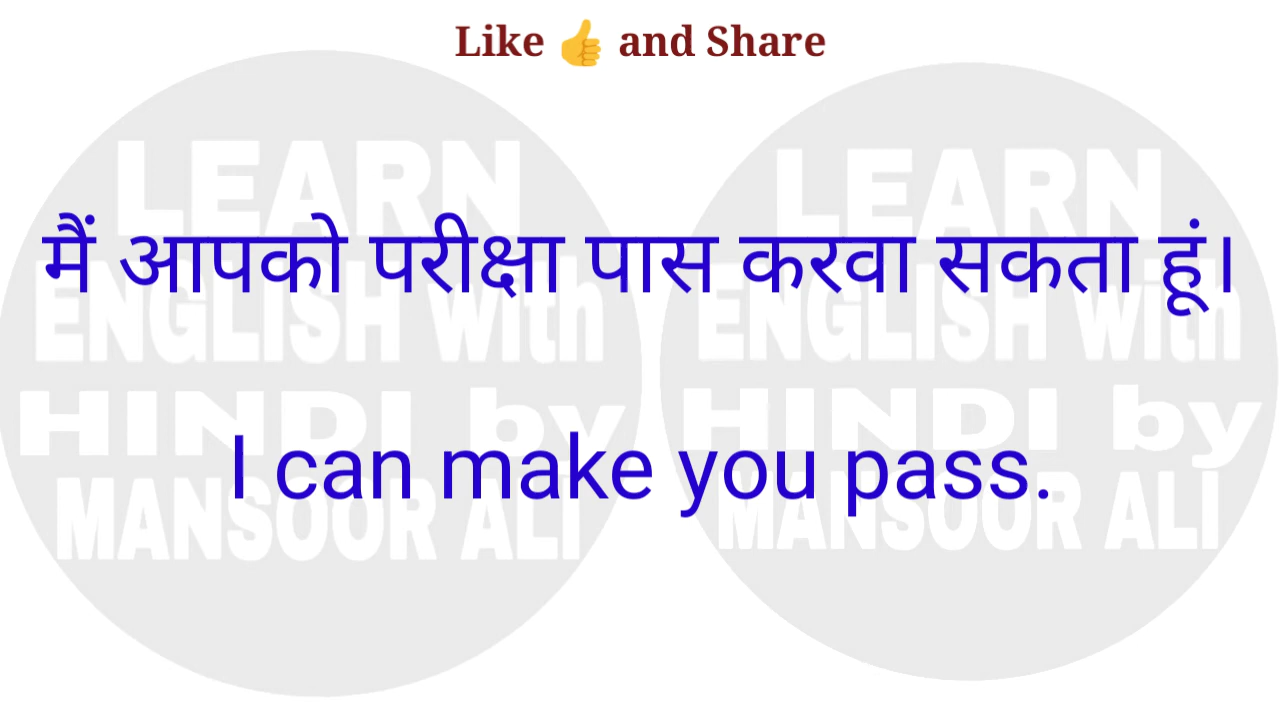 Like 👍 and Share
LEARN LEARN
मैं आपको परीक्षा पास करवा सकता हूं।
ENGLISH with ENGLISH with
HINDI by HINDI by
I can make you pass.
MANSOOR ALI MANSOOR ALI